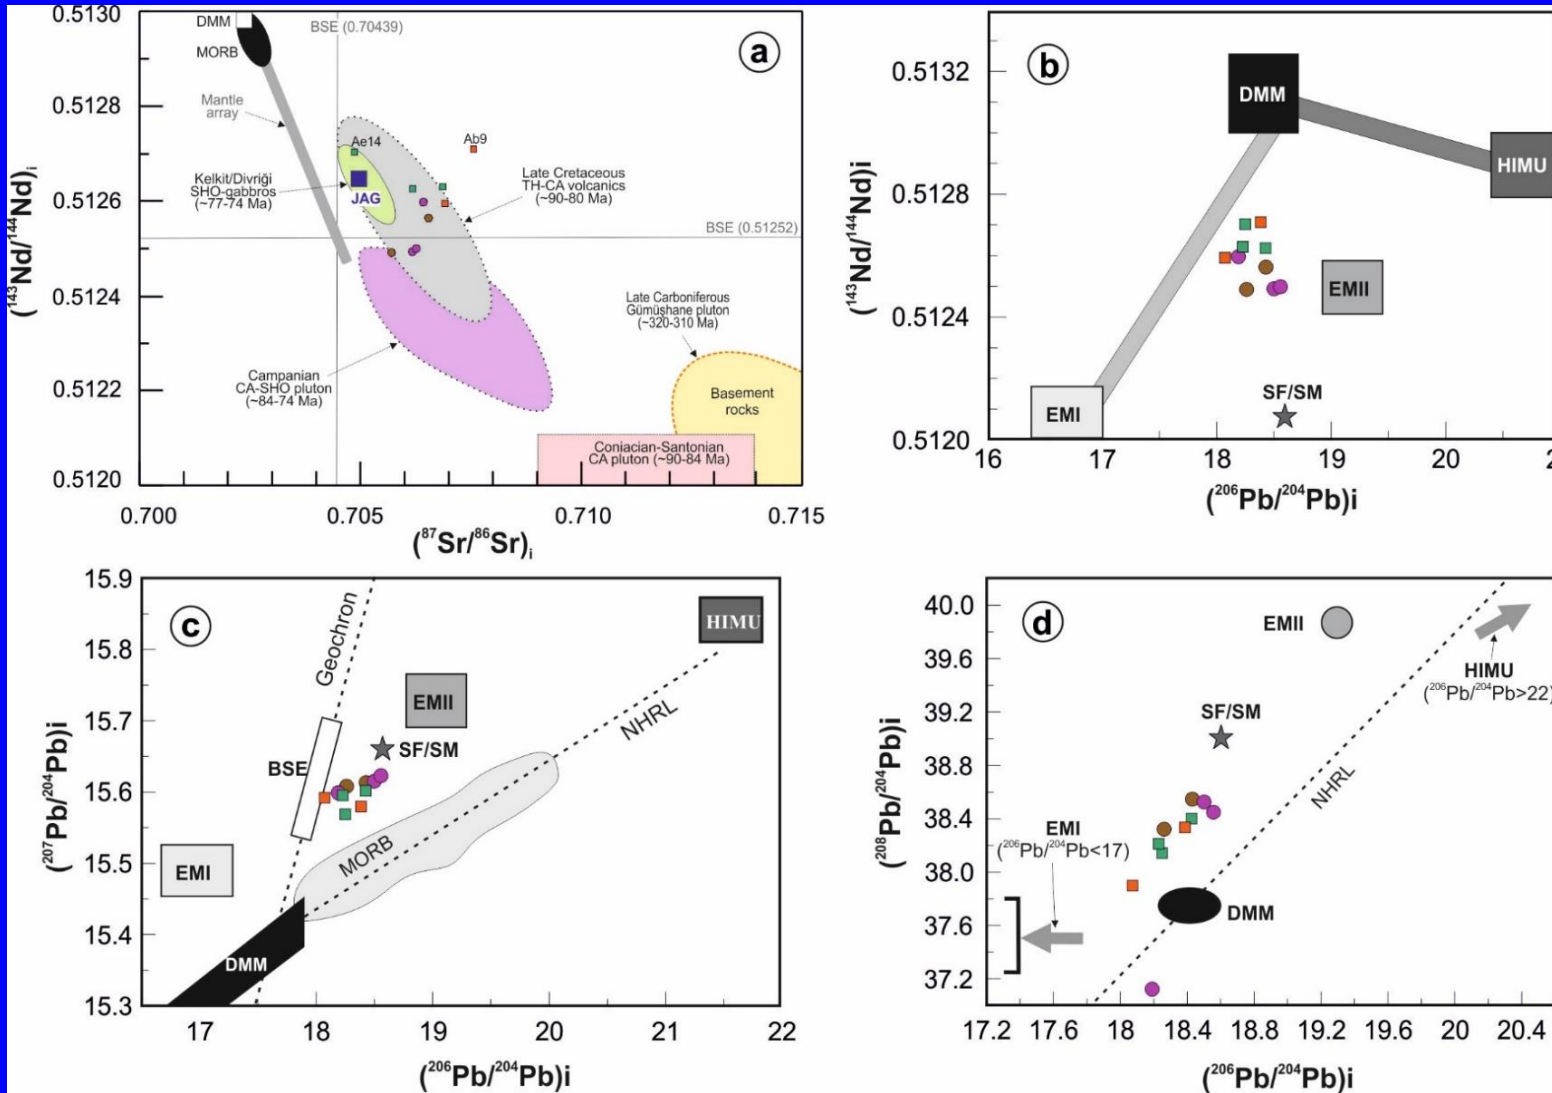 a
0.5130
0.5128
0.5126
0.5124
0.5122
0.5120
(¹⁴³Nd/¹⁴⁴Nd)ᵢ
DMM
MORB
BSE (0.70439)
Mantle
array
Ae14
Ab9
Kelkit/Divriği
SHO-gabbros
(~77-74 Ma)
JAG
Late Cretaceous
TH-CA volcanics
(~90-80 Ma)
BSE (0.51252)
Late Carboniferous
Gümüşhane pluton
(~320-310 Ma)
Campanian
CA-SHO pluton
(~84-74 Ma)
Basement
rocks
Coniacian-Santonian
CA pluton (~90-84 Ma)
0.700
0.705
0.710
0.715
(⁸⁷Sr/⁸⁶Sr)ᵢ
b
0.5132
0.5128
0.5124
0.5120
(¹⁴³Nd/¹⁴⁴Nd)i
DMM
HIMU
EMII
EMI
SF/SM
16
17
18
19
20
2
(²⁰⁶Pb/²⁰⁴Pb)i
c
15.9
15.8
15.7
15.6
15.5
15.4
15.3
(²⁰⁷Pb/²⁰⁴Pb)i
Geochron
HIMU
EMII
NHRL
SF/SM
BSE
MORB
EMI
DMM
17
18
19
20
21
22
(²⁰⁶Pb/²⁰⁴Pb)i
d
40.0
39.6
39.2
38.8
38.4
38.0
37.6
37.2
(²⁰⁸Pb/²⁰⁴Pb)i
EMII
HIMU
(²⁰⁶Pb/²⁰⁴Pb>22)
SF/SM
NHRL
EMI
(²⁰⁶Pb/²⁰⁴Pb<17)
DMM
17.2
17.6
18
18.4
18.8
19.2
19.6
20
20.4
(²⁰⁶Pb/²⁰⁴Pb)i